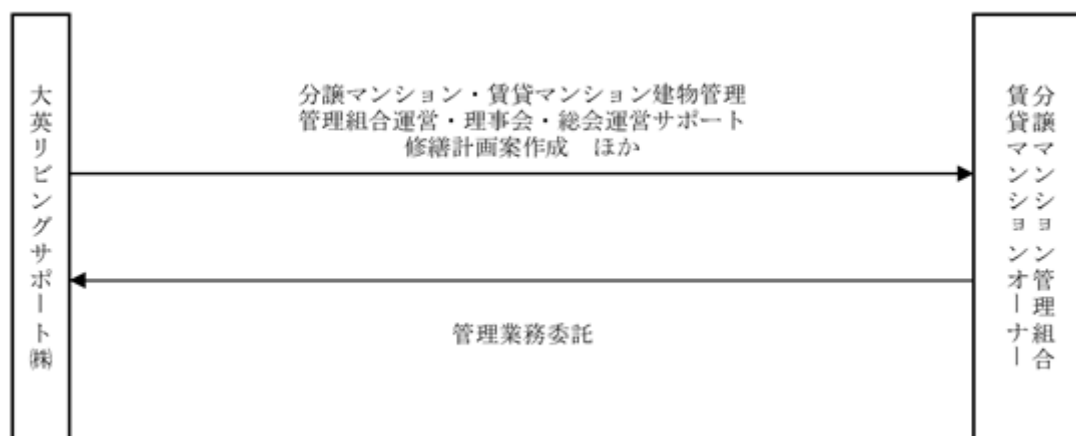 大英リビングサポート㈱
分譲マンション・賃貸マンション建物管理
管理組合運営・理事会・総会運営サポート
修繕計画案作成　ほか
管理業務委託
分譲マンション管理組合
賃貸マンションオーナー